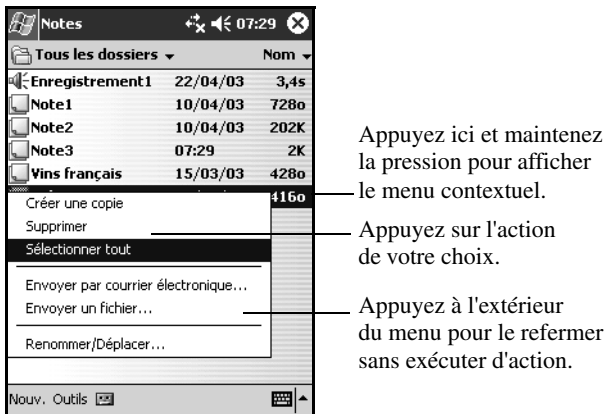 Notes 07:29
Tous les dossiers Nom
Enregistrement1 22/04/03 3,4s
Note1 10/04/03 728o
Note2 10/04/03 202K
Note3 07:29 2K
Vins français 15/03/03 428o
416o
Créer une copie
Supprimer
Sélectionner tout
Envoyer par courrier électronique...
Envoyer un fichier...
Renommer/Déplacer...
Nouv. Outils
Appuyez ici et maintenez
la pression pour afficher
le menu contextuel.
Appuyez sur l'action
de votre choix.
Appuyez à l'extérieur
du menu pour le refermer
sans exécuter d'action.